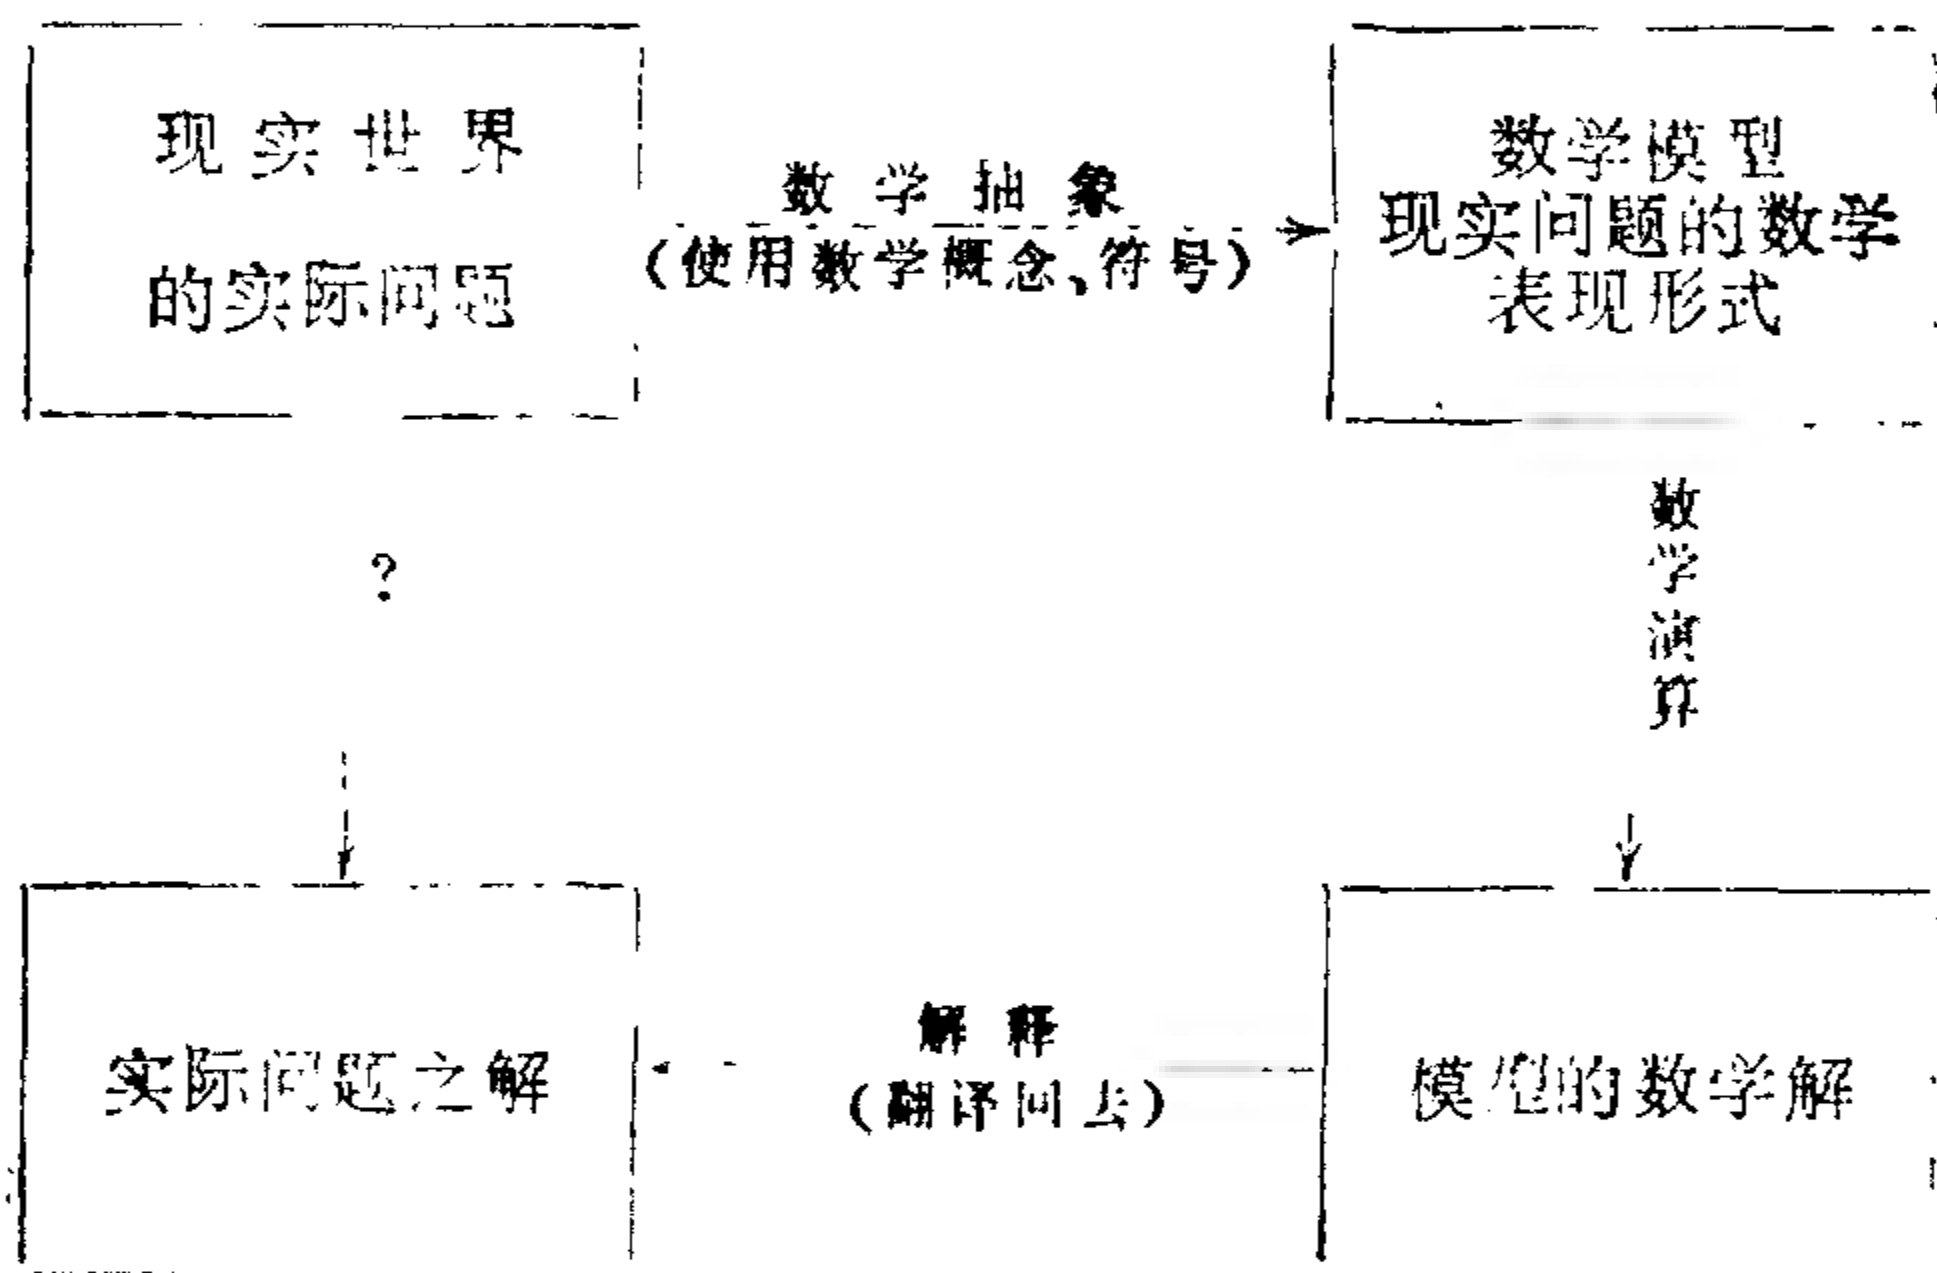 现实世界
的实际问题
数学抽象
(使用数学概念、符号)
数学模型
现实问题的数学
表现形式
?
数
学
演
算
实际问题之解
解释
(翻译回去)
模型的数学解